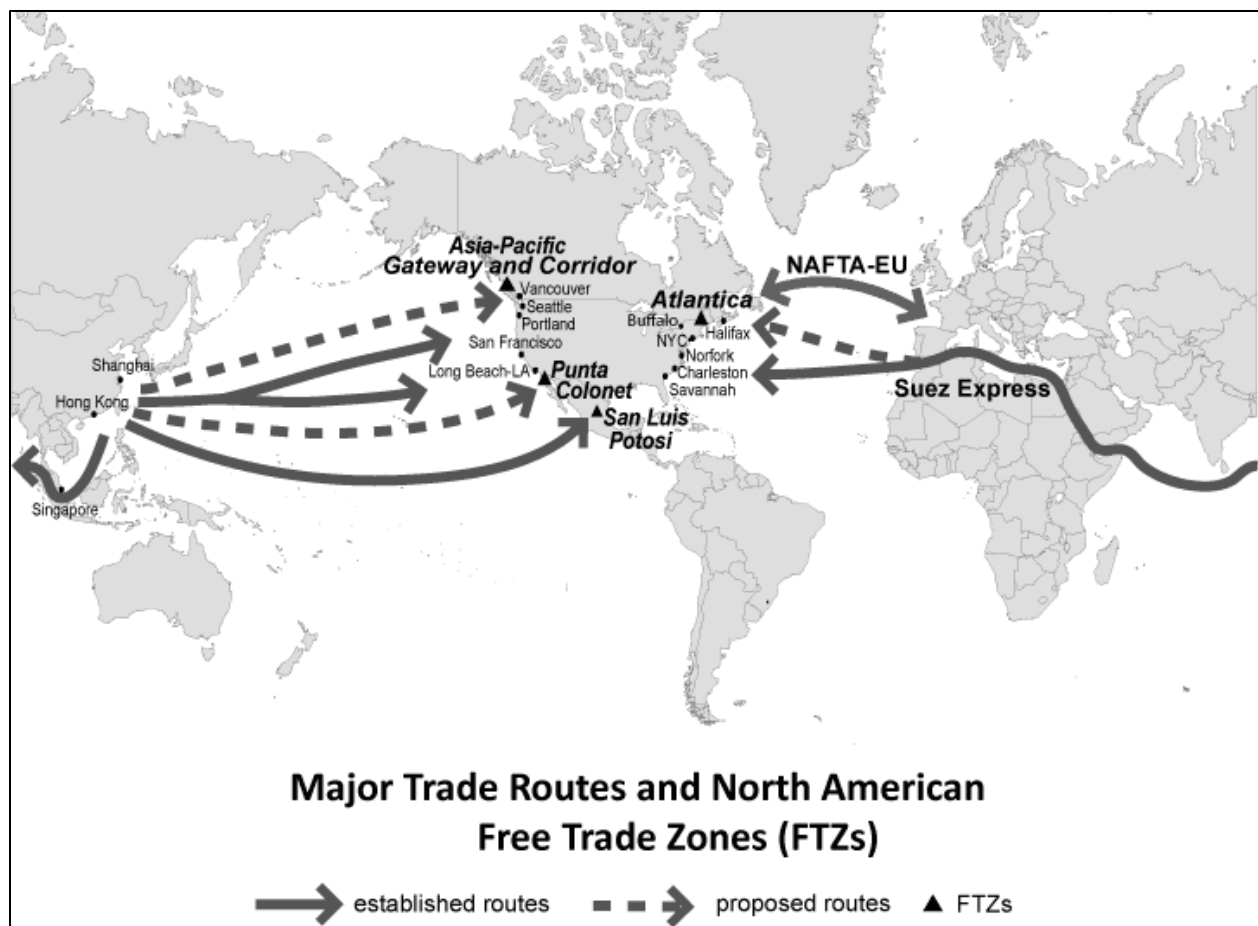 Asia-Pacific
Gateway and Corridor
Vancouver
Seattle
Portland
San Francisco
Long Beach-LA
Punta
Colonet
San Luis
Potosi
Shanghai
Hong Kong
Singapore
Atlantica
Buffalo
Halifax
NYC
Norfork
Charleston
Savannah
NAFTA-EU
Suez Express
Major Trade Routes and North American
Free Trade Zones (FTZs)
established routes
proposed routes
FTZs